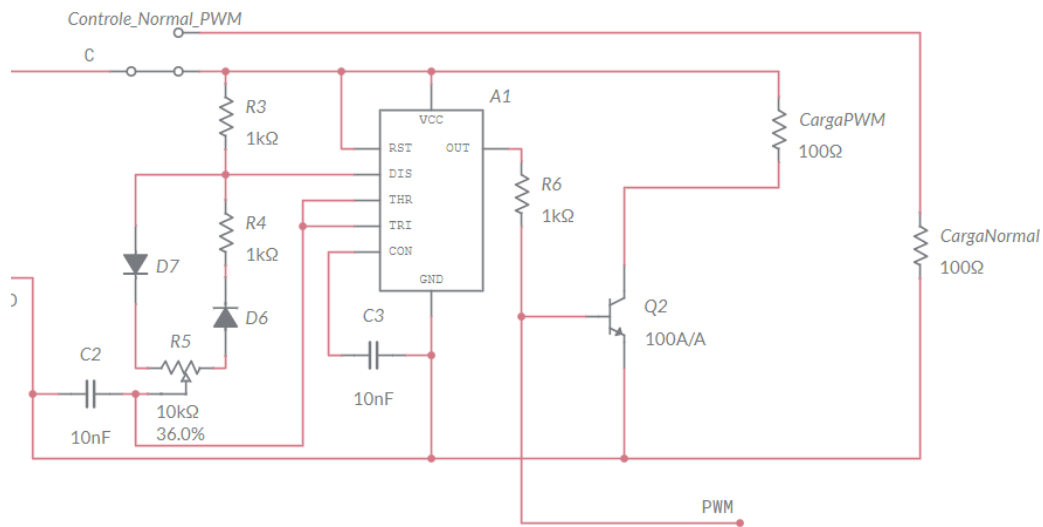 Controle_Normal_PWM
C
R3
1kΩ
A1
VCC
RST
OUT
DIS
THR
TRI
CON
GND
CargaPWM
100Ω
R4
1kΩ
R6
1kΩ
CargaNormal
100Ω
D7
D6
C3
10nF
Q2
100A/A
R5
C2
10kΩ
36.0%
10nF
PWM